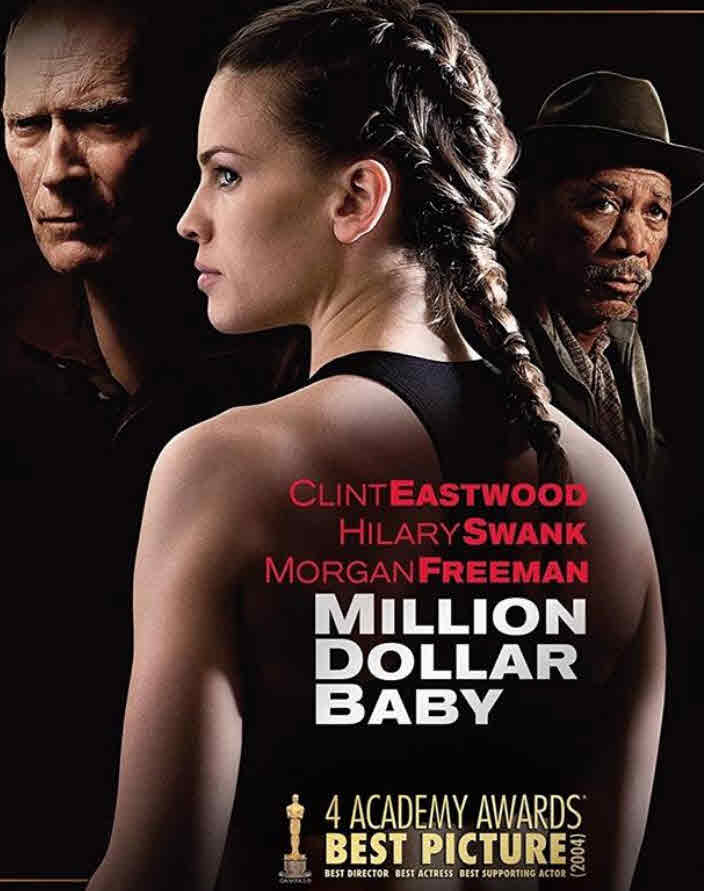 CLINT EASTWOOD
HILARY SWANK
MORGAN FREEMAN
MILLION
DOLLAR
BABY
4 ACADEMY AWARDS
BEST PICTURE (2004)
BEST DIRECTOR BEST ACTRESS BEST SUPPORTING ACTOR